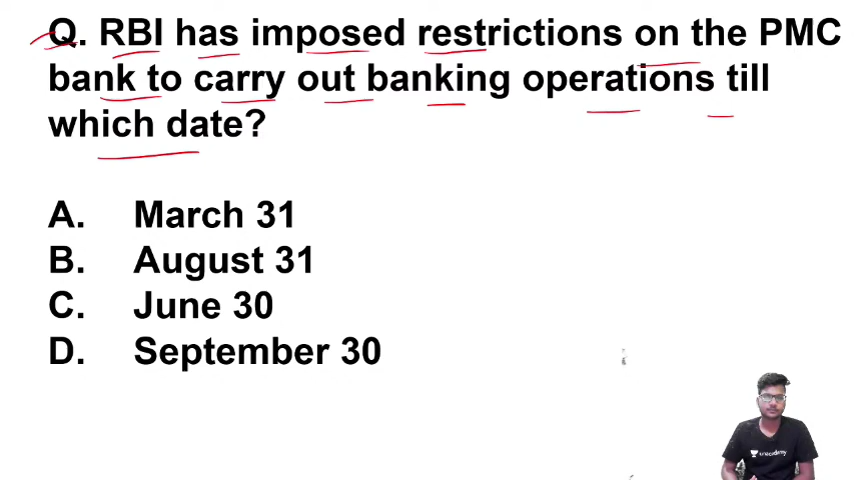 Q. RBI has imposed restrictions on the PMC
bank to carry out banking operations till
which date?
A. March 31
B. August 31
C. June 30
D. September 30
unacademy